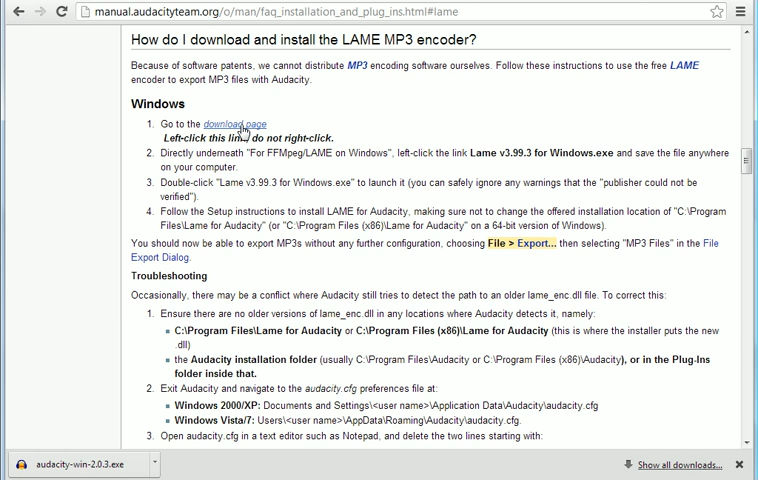 manual.audacityteam.org/o/man/faq_installation_and_plug_ins.html#lame
How do I download and install the LAME MP3 encoder?
Because of software patents, we cannot distribute MP3 encoding software ourselves. Follow these instructions to use the free LAME
encoder to export MP3 files with Audacity.
Windows
1. Go to the download page
Left-click this link, do not right-click.
2. Directly underneath "For FFMpeg/LAME on Windows", left-click the link Lame v3.99.3 for Windows.exe and save the file anywhere
on your computer.
3. Double-click "Lame v3.99.3 for Windows.exe" to launch it (you can safely ignore any warnings that the "publisher could not be
verified").
4. Follow the Setup instructions to install LAME for Audacity, making sure not to change the offered installation location of "C:\Program
Files\Lame for Audacity" (or "C:\Program Files (x86)\Lame for Audacity" on a 64-bit version of Windows).
You should now be able to export MP3s without any further configuration, choosing File > Export... then selecting "MP3 Files" in the File
Export Dialog.
Troubleshooting
Occasionally, there may be a conflict where Audacity still tries to detect the path to an older lame_enc.dll file. To correct this:
1. Ensure there are no older versions of lame_enc.dll in any locations where Audacity detects it, namely:
C:\Program Files\Lame for Audacity or C:\Program Files (x86)\Lame for Audacity (this is where the installer puts the new
.dll)
the Audacity installation folder (usually C:\Program Files\Audacity or C:\Program Files (x86)\Audacity), or in the Plug-Ins
folder inside that.
2. Exit Audacity and navigate to the audacity.cfg preferences file at:
Windows 2000/XP: Documents and Settings\<user name>\Application Data\Audacity\audacity.cfg
Windows Vista/7: Users\<user name>\AppData\Roaming\Audacity\audacity.cfg.
3. Open audacity.cfg in a text editor such as Notepad, and delete the two lines starting with:
audacity-win-2.0.3.exe
Show all downloads...